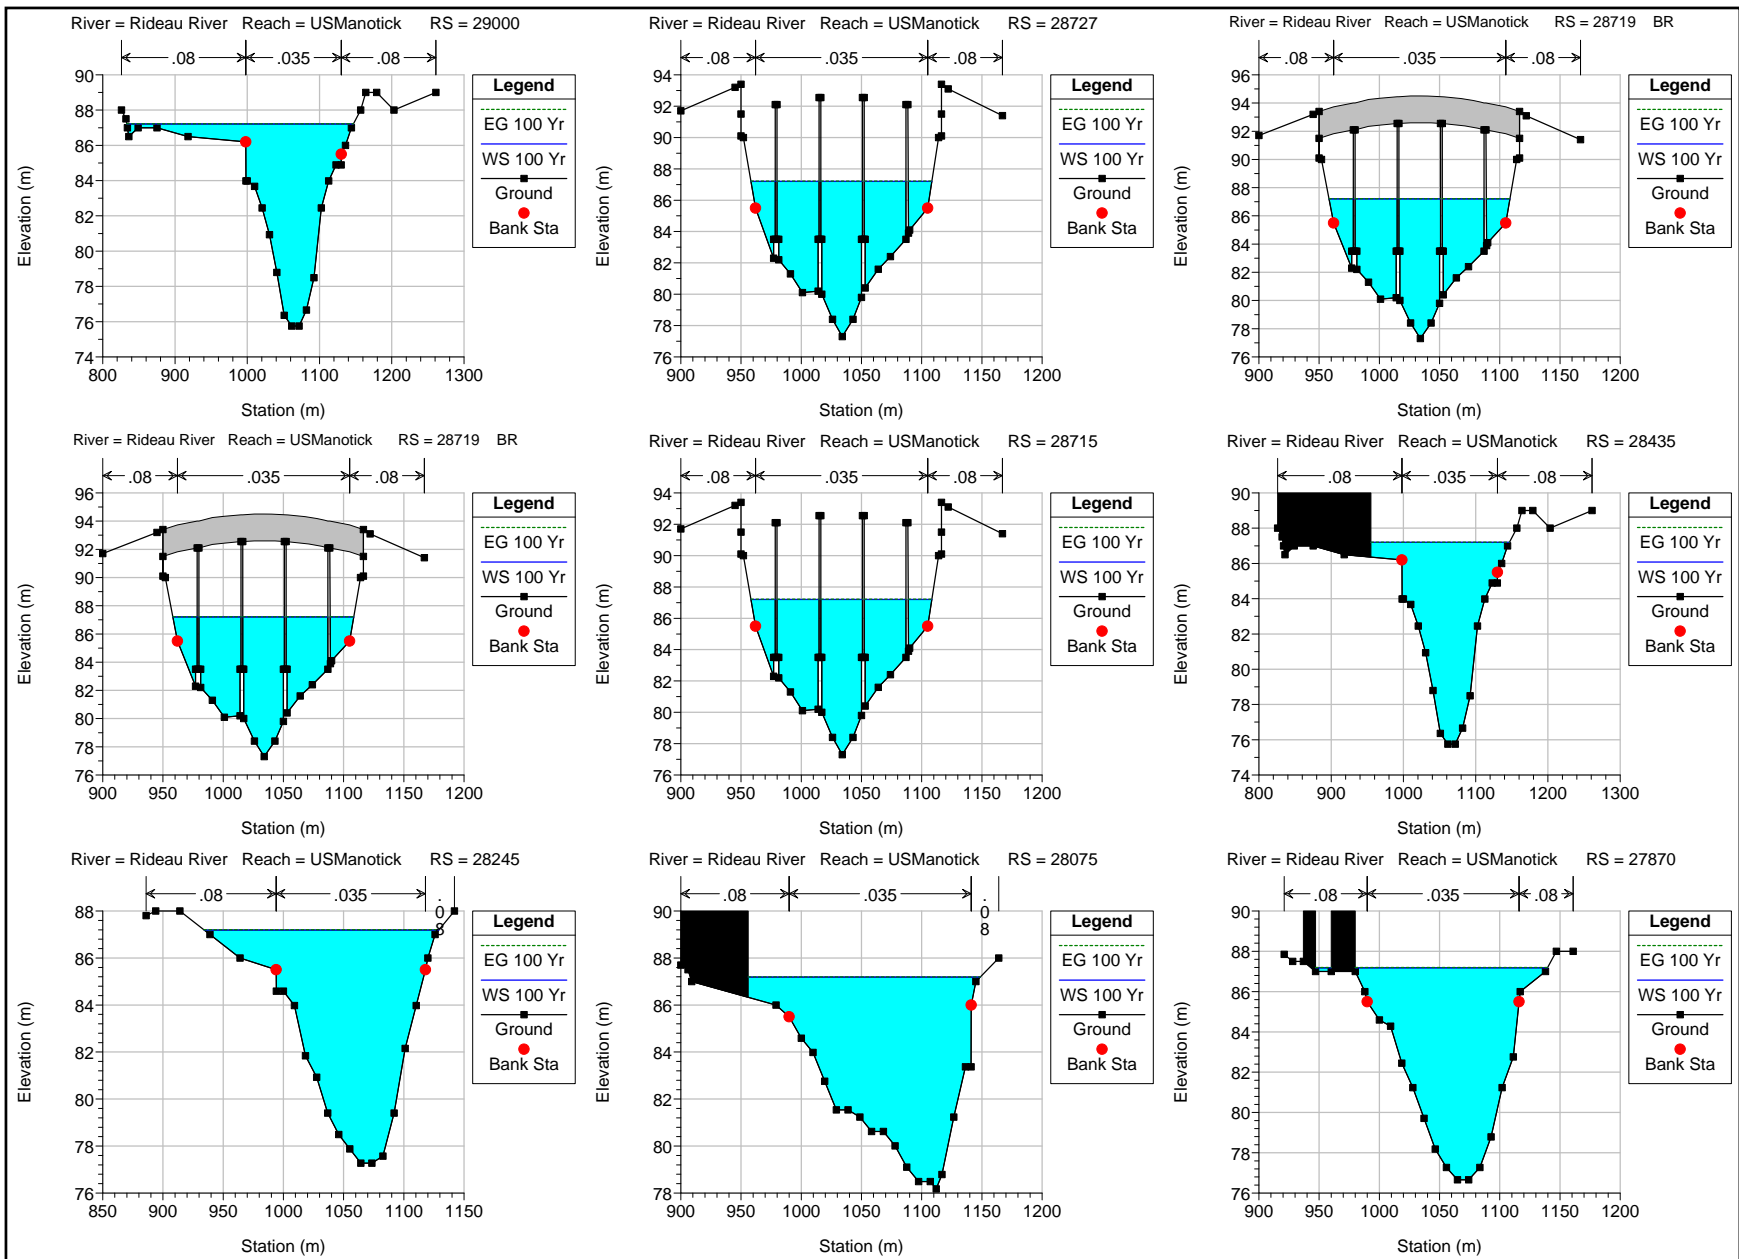 River = Rideau River Reach = USManotick RS = 29000
.08 .035 .08
90
88
86
84
82
80
78
76
74
800 900 1000 1100 1200 1300
Station (m)
Elevation (m)
Legend
EG 100 Yr
WS 100 Yr
Ground
Bank Sta
River = Rideau River Reach = USManotick RS = 28727
.08 .035 .08
94
92
90
88
86
84
82
80
78
76
900 950 1000 1050 1100 1150 1200
Station (m)
Elevation (m)
Legend
EG 100 Yr
WS 100 Yr
Ground
Bank Sta
River = Rideau River Reach = USManotick RS = 28719 BR
.08 .035 .08
96
94
92
90
88
86
84
82
80
78
76
900 950 1000 1050 1100 1150 1200
Station (m)
Elevation (m)
Legend
EG 100 Yr
WS 100 Yr
Ground
Bank Sta
River = Rideau River Reach = USManotick RS = 28719 BR
.08 .035 .08
96
94
92
90
88
86
84
82
80
78
76
900 950 1000 1050 1100 1150 1200
Station (m)
Elevation (m)
Legend
EG 100 Yr
WS 100 Yr
Ground
Bank Sta
River = Rideau River Reach = USManotick RS = 28715
.08 .035 .08
94
92
90
88
86
84
82
80
78
76
900 950 1000 1050 1100 1150 1200
Station (m)
Elevation (m)
Legend
EG 100 Yr
WS 100 Yr
Ground
Bank Sta
River = Rideau River Reach = USManotick RS = 28435
.08 .035 .08
90
88
86
84
82
80
78
76
74
800 900 1000 1100 1200 1300
Station (m)
Elevation (m)
Legend
EG 100 Yr
WS 100 Yr
Ground
Bank Sta
River = Rideau River Reach = USManotick RS = 28245
.08 .035 .08
88
86
84
82
80
78
76
850 900 950 1000 1050 1100 1150
Station (m)
Elevation (m)
Legend
EG 100 Yr
WS 100 Yr
Ground
Bank Sta
River = Rideau River Reach = USManotick RS = 28075
.08 .035 .08
90
88
86
84
82
80
78
900 950 1000 1050 1100 1150 1200
Station (m)
Elevation (m)
Legend
EG 100 Yr
WS 100 Yr
Ground
Bank Sta
River = Rideau River Reach = USManotick RS = 27870
.08 .035 .08
90
88
86
84
82
80
78
76
900 950 1000 1050 1100 1150 1200
Station (m)
Elevation (m)
Legend
EG 100 Yr
WS 100 Yr
Ground
Bank Sta